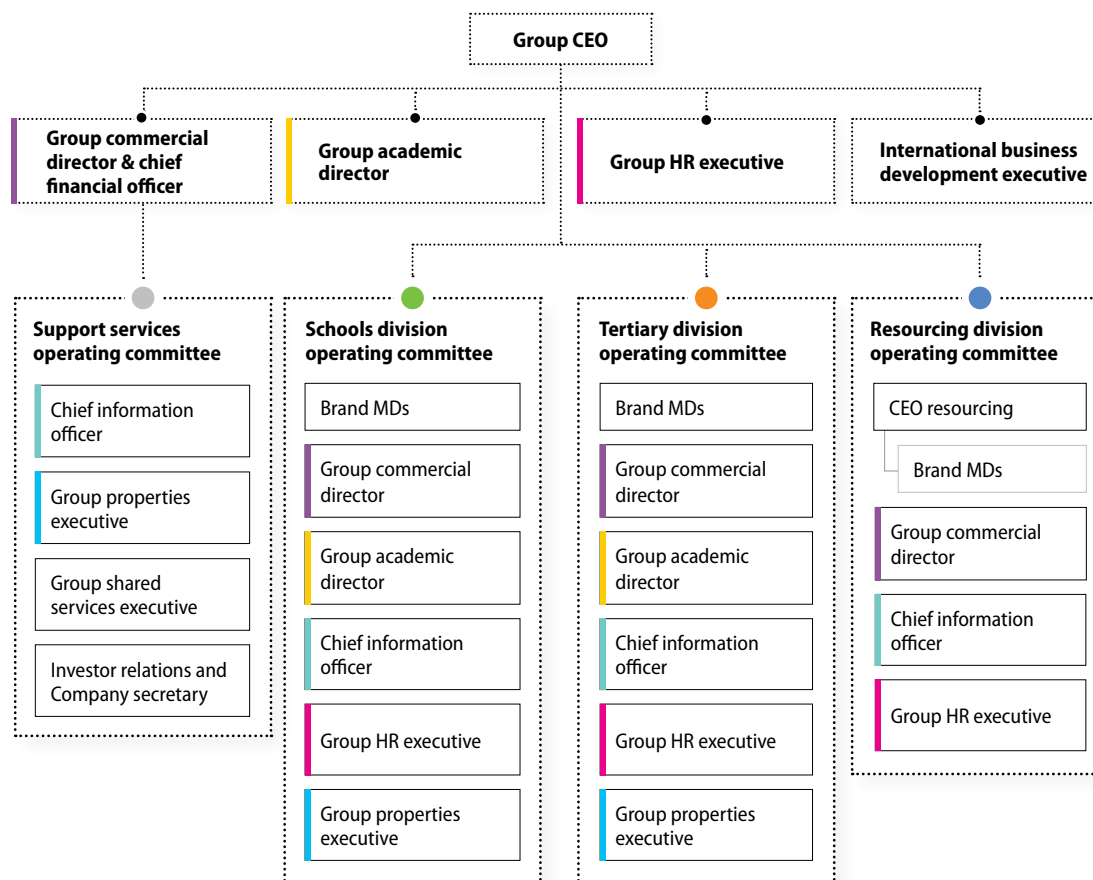 Group CEO
Group commercial
director & chief
financial officer
Group academic
director
Group HR executive
International business
development executive
Support services
operating committee
Chief information
officer
Group properties
executive
Group shared
services executive
Investor relations and
Company secretary
Schools division
operating committee
Brand MDs
Group commercial
director
Group academic
director
Chief information
officer
Group HR executive
Group properties
executive
Tertiary division
operating committee
Brand MDs
Group commercial
director
Group academic
director
Chief information
officer
Group HR executive
Group properties
executive
Resourcing division
operating committee
CEO resourcing
Brand MDs
Group commercial
director
Chief information
officer
Group HR executive